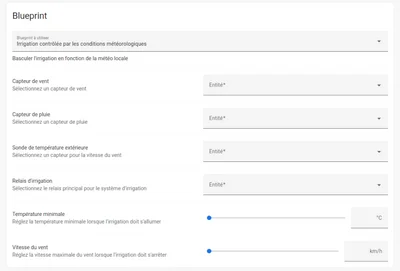 Blueprint
Blueprint à utiliser
Irrigation contrôlée par les conditions météorologiques
Basculer l'irrigation en fonction de la météo locale
Capteur de vent
Sélectionnez un capteur de vent
Entité*
Capteur de pluie
Sélectionnez un capteur de pluie
Entité*
Sonde de température extérieure
Sélectionnez un capteur pour la vitesse du vent
Entité*
Relais d'irrigation
Sélectionnez le relais principal pour le système d'irrigation
Entité*
Température minimale
Réglez la température minimale lorsque l'irrigation doit s'allumer
°C
Vitesse du vent
Réglez la vitesse maximale du vent lorsque l'irrigation doit s'arrêter
km/h